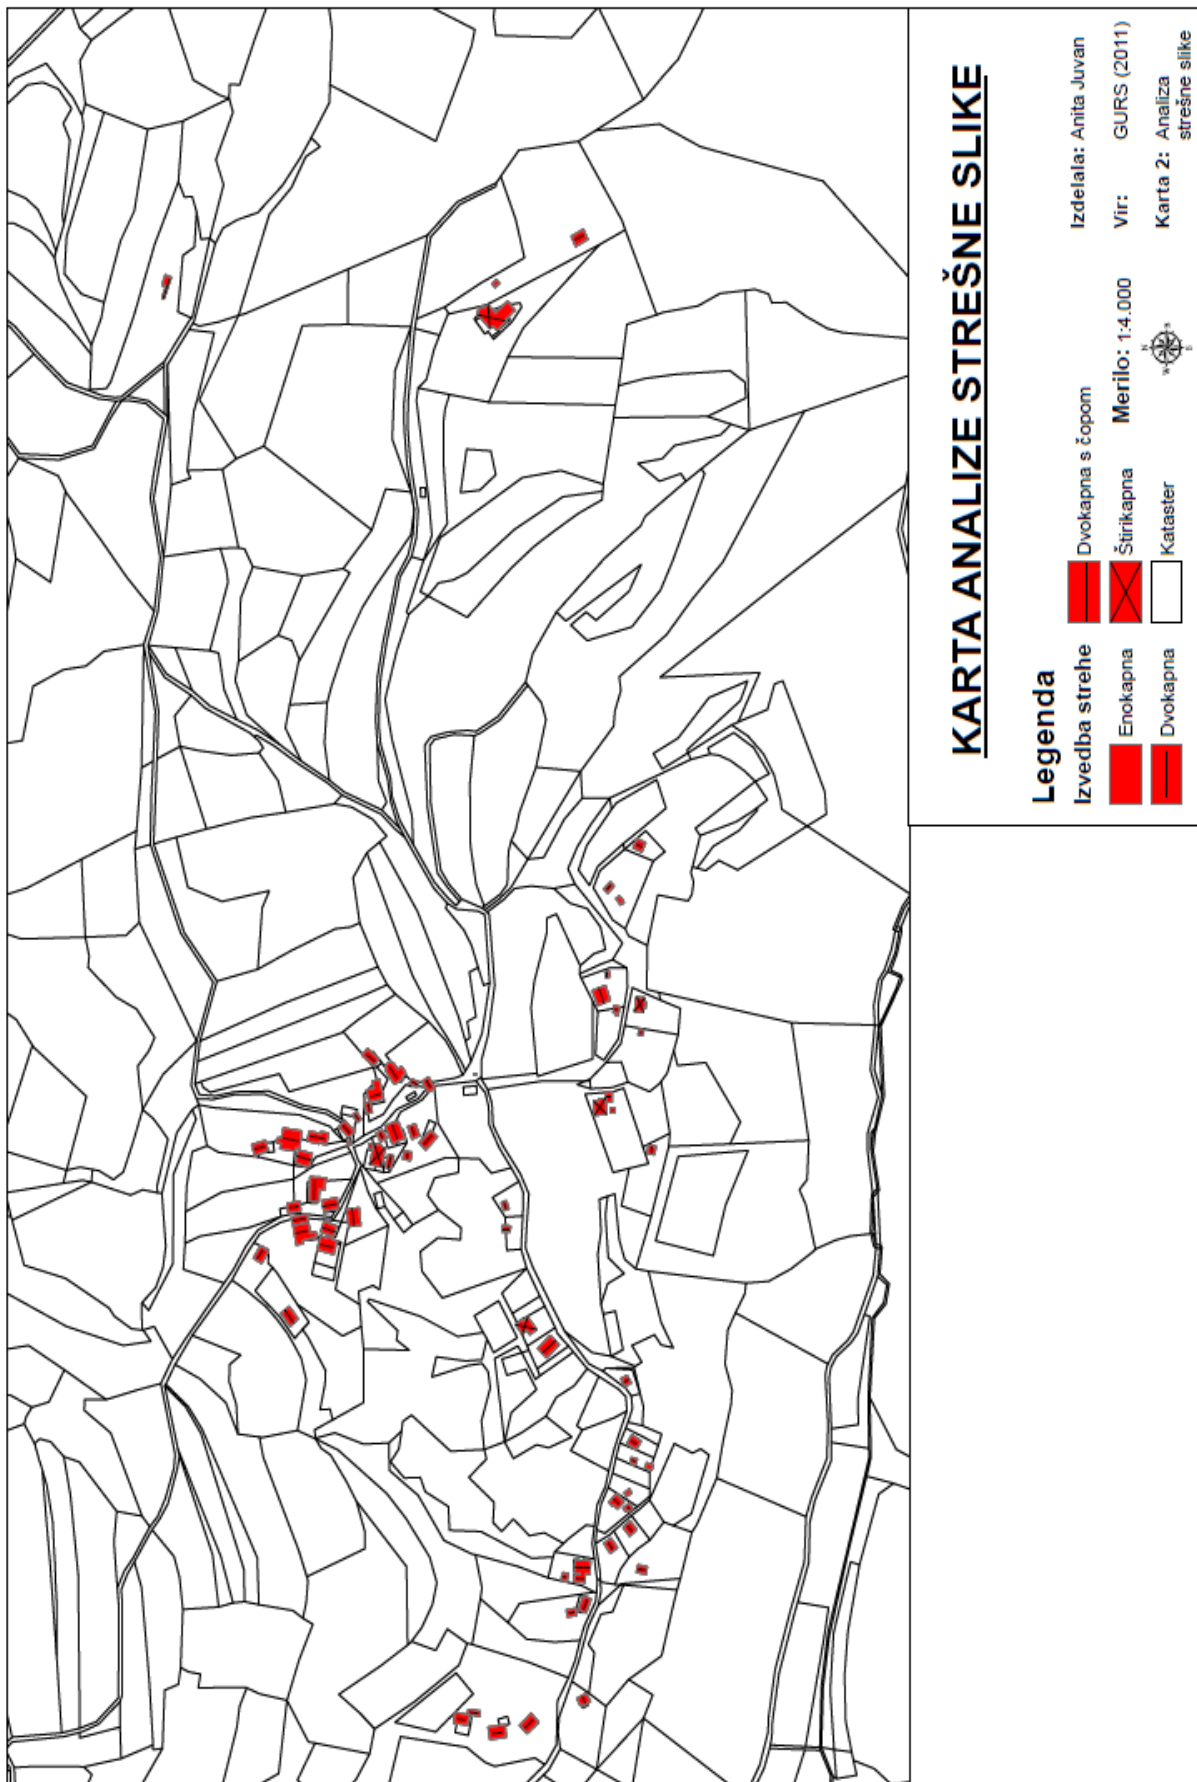 KARTA ANALIZE STREŠNE SLIKE
Legenda
Izvedba strehe
Enokapna
Dvokapna
Dvokapna s čopom
Štirikapna
Kataster
Merilo: 1:4.000
N
W
S
Izdelala: Anita Juvan
Vir: GURS (2011)
Karta 2: Analiza
strešne slike